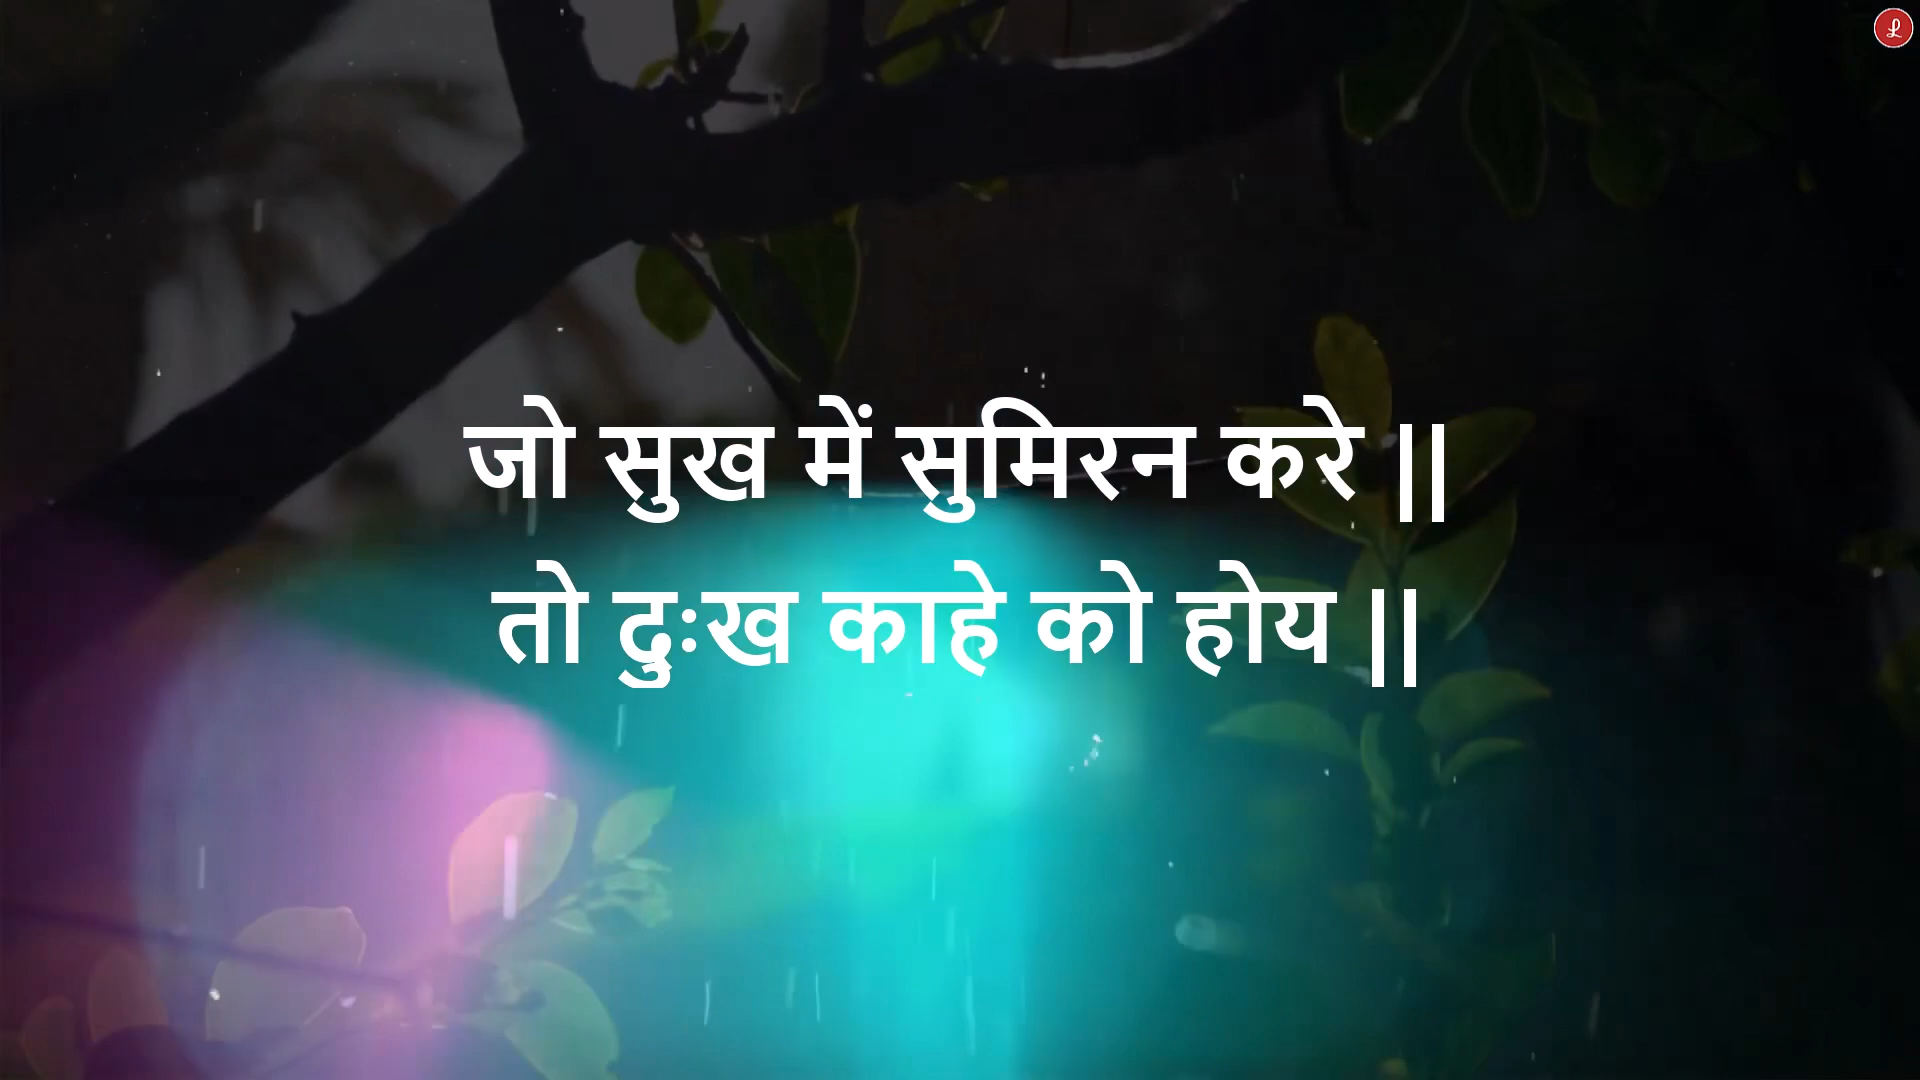 जो सुख में सुमिरन करे ||
तो दुःख काहे को होय ||